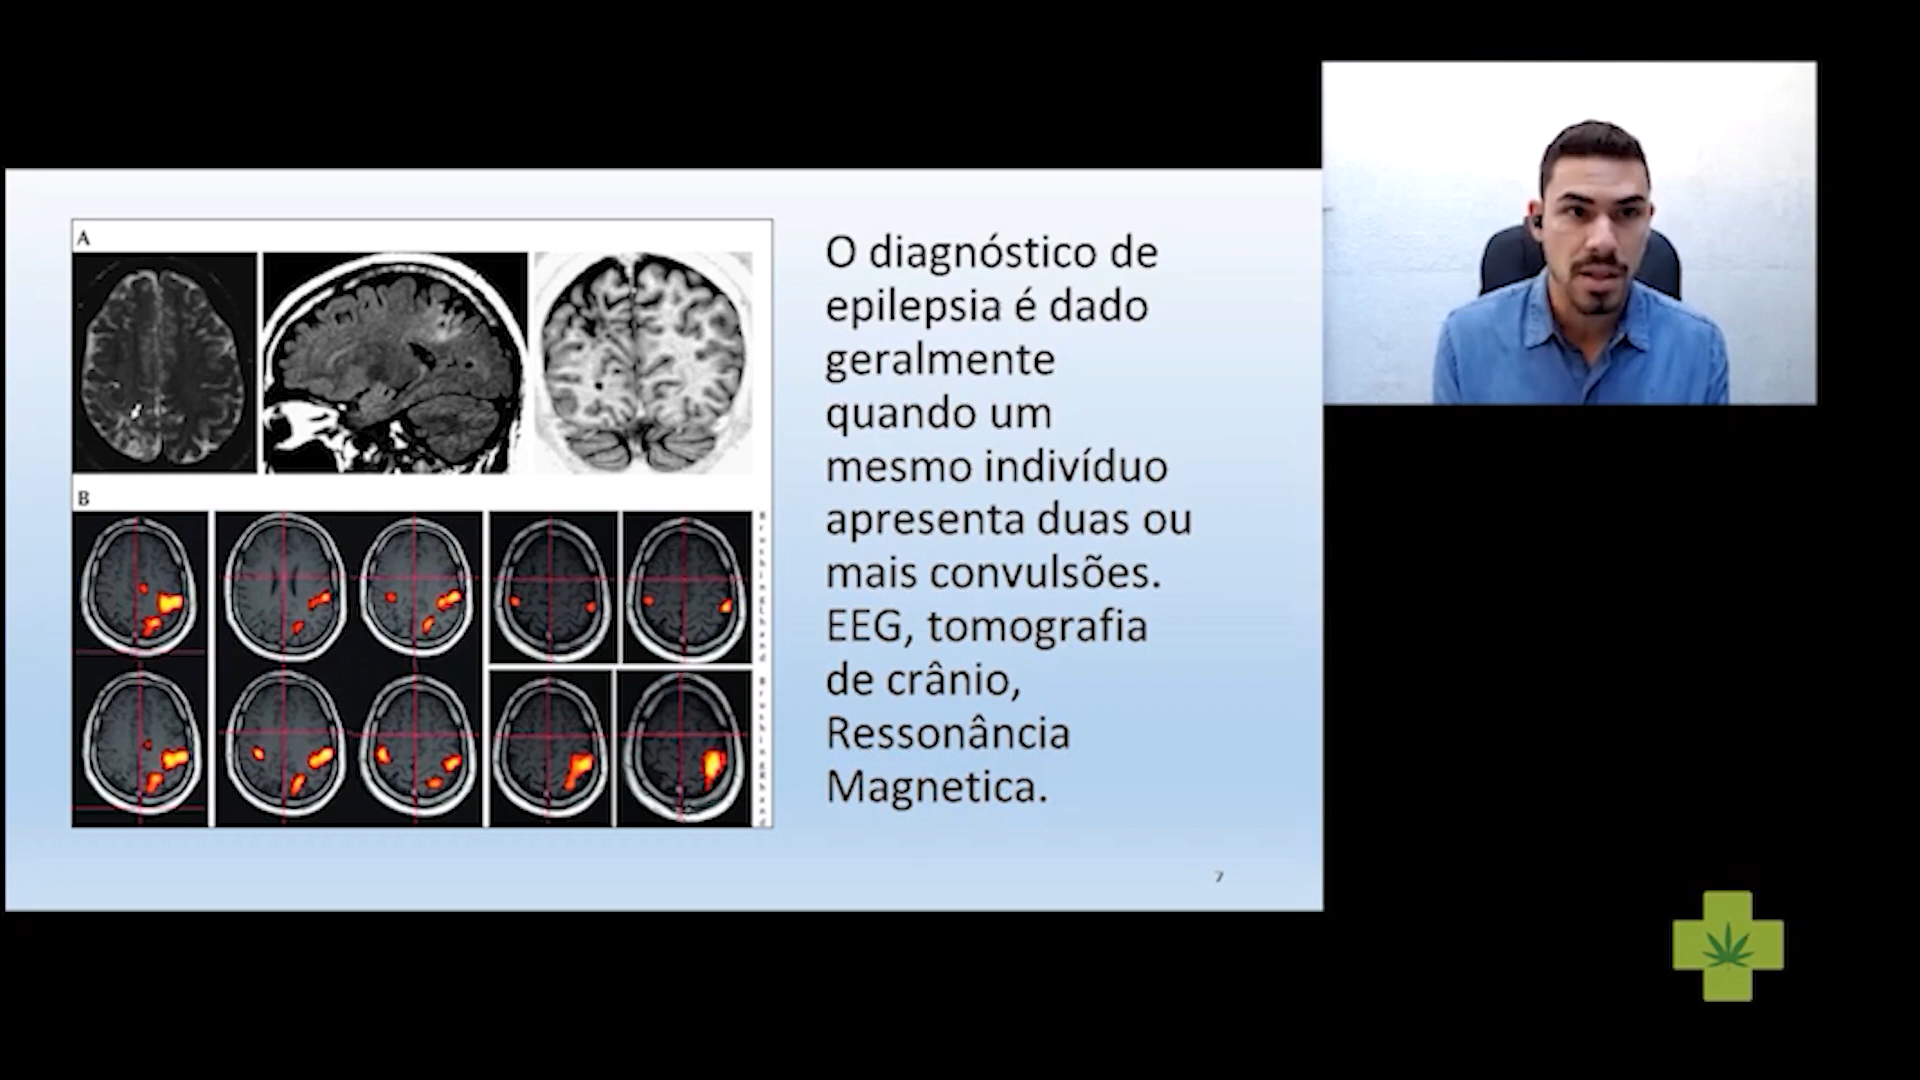 A
B
O diagnóstico de
epilepsia é dado
geralmente
quando um
mesmo indivíduo
apresenta duas ou
mais convulsões.
EEG, tomografia
de crânio,
Ressonância
Magnetica.
7